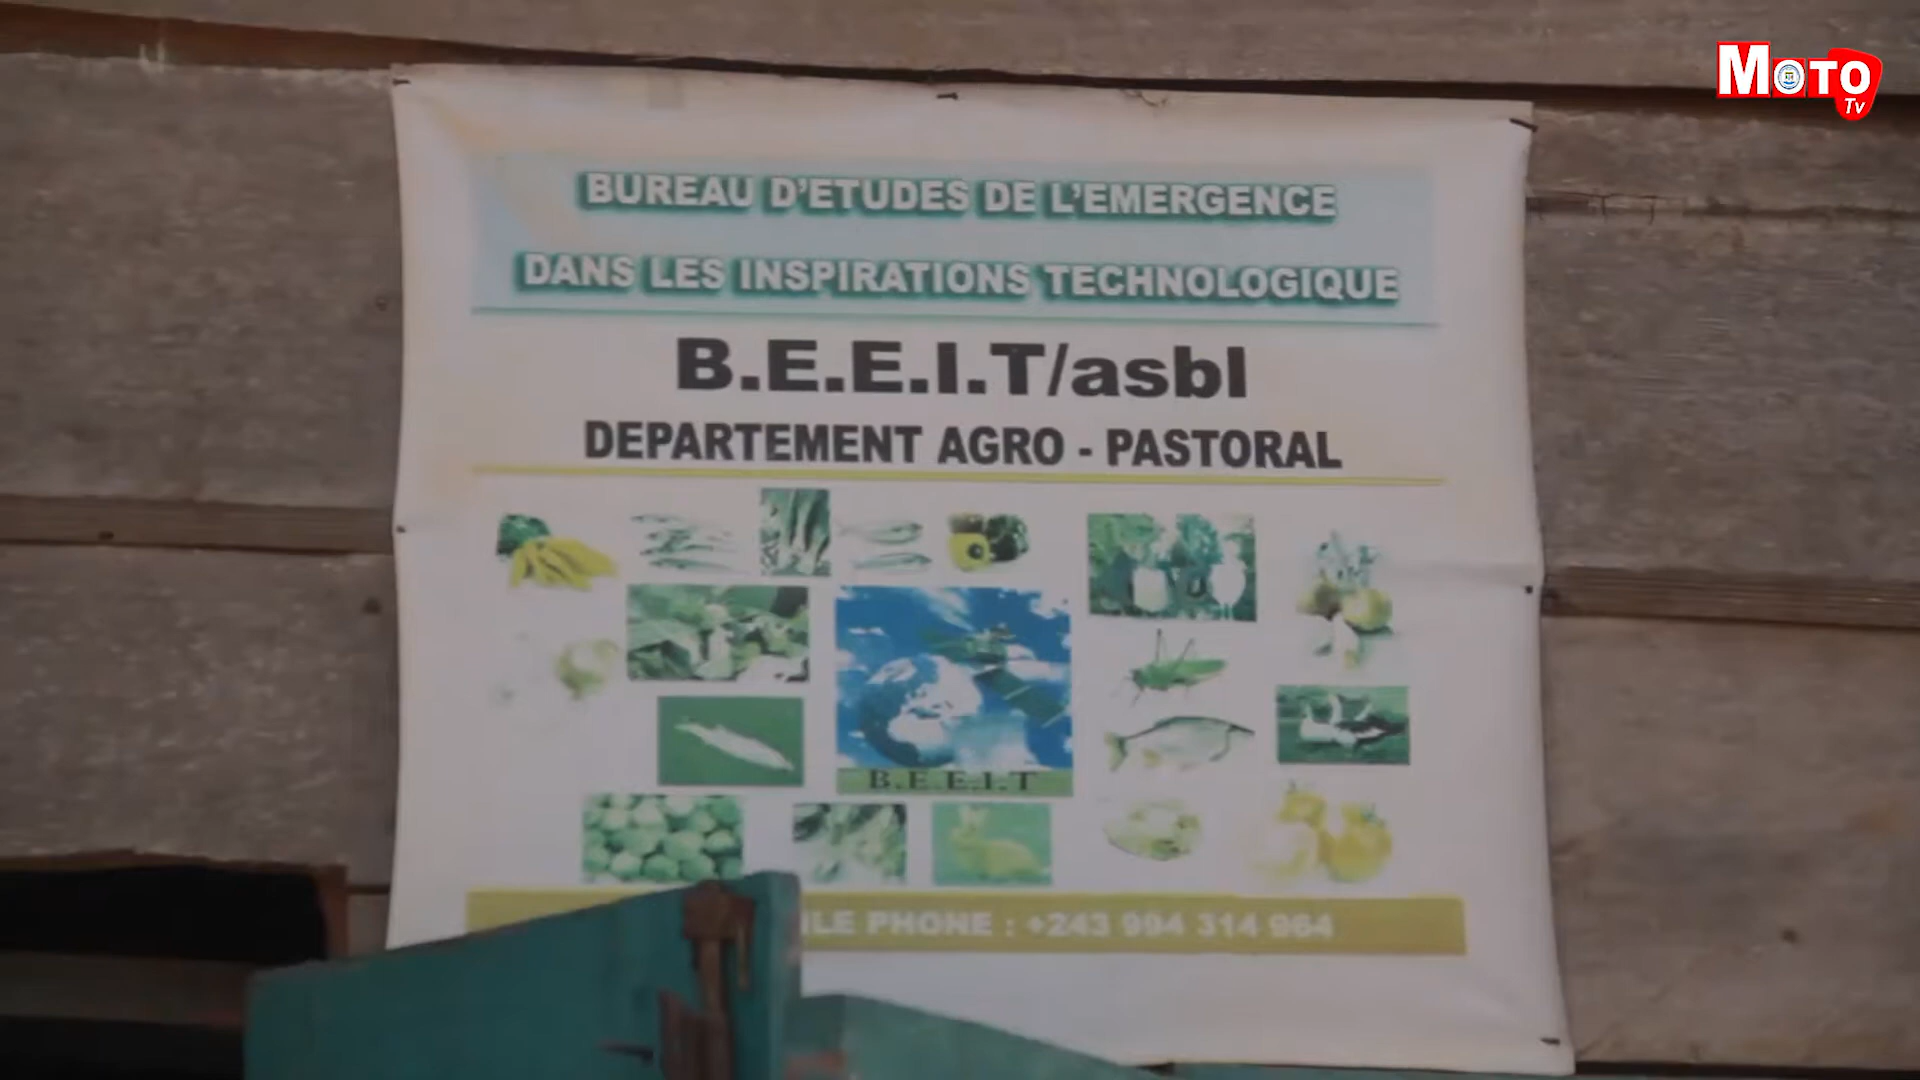 MOTO
Tv
BUREAU D'ETUDES DE L'EMERGENCE
DANS LES INSPIRATIONS TECHNOLOGIQUE
B.E.E.I.T/asbl
DEPARTEMENT AGRO - PASTORAL
B.E.E.I.T
PHONE : +243 994 314 964